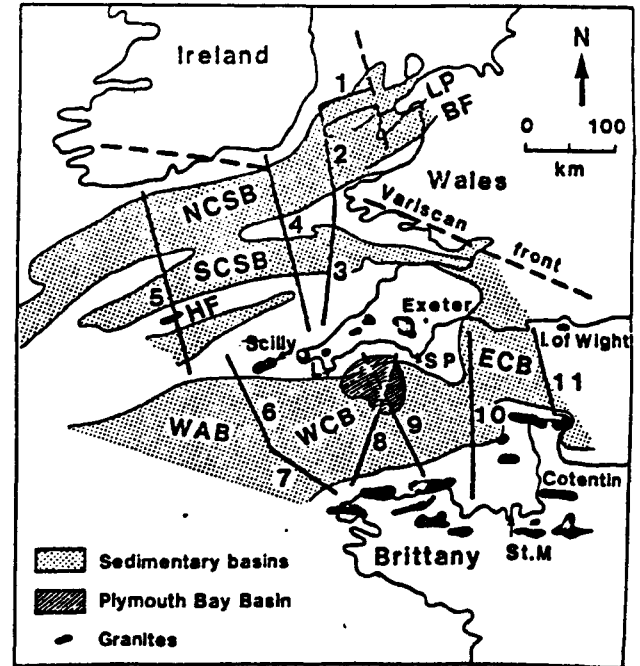 Ireland
N
1
LP
BF
0 100
km
2
Wales
NCSB
Variscan
front
4
SCSB
3
5
HF
Exeter
Scilly
SP
I.of Wight
ECB
11
6
WCB
10
WAB
8
9
7
Cotentin
Brittany
St.M
Sedimentary basins
Plymouth Bay Basin
Granites